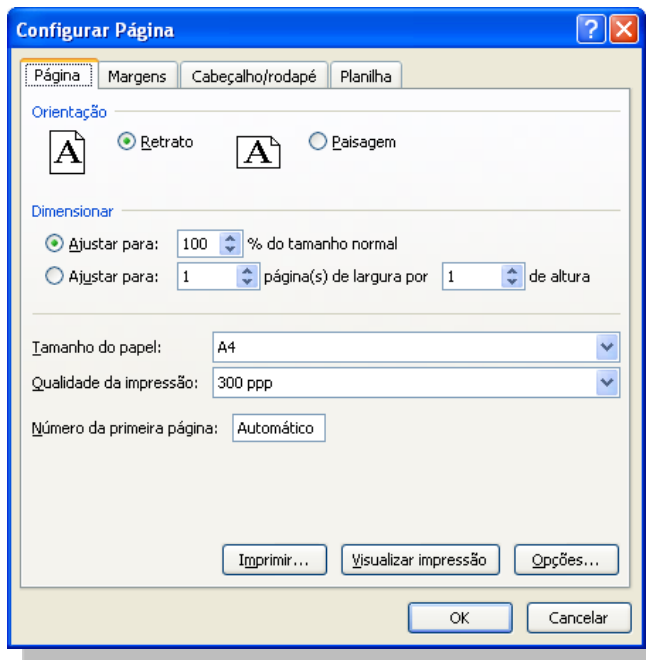 Configurar Página
Página Margens Cabeçalho/rodapé Planilha
Orientação
A Retrato A Paisagem
Dimensionar
Ajustar para: 100 % do tamanho normal
Ajustar para: 1 página(s) de largura por 1 de altura
Tamanho do papel: A4
Qualidade da impressão: 300 ppp
Número da primeira página: Automático
Imprimir... Visualizar impressão Opções...
OK Cancelar